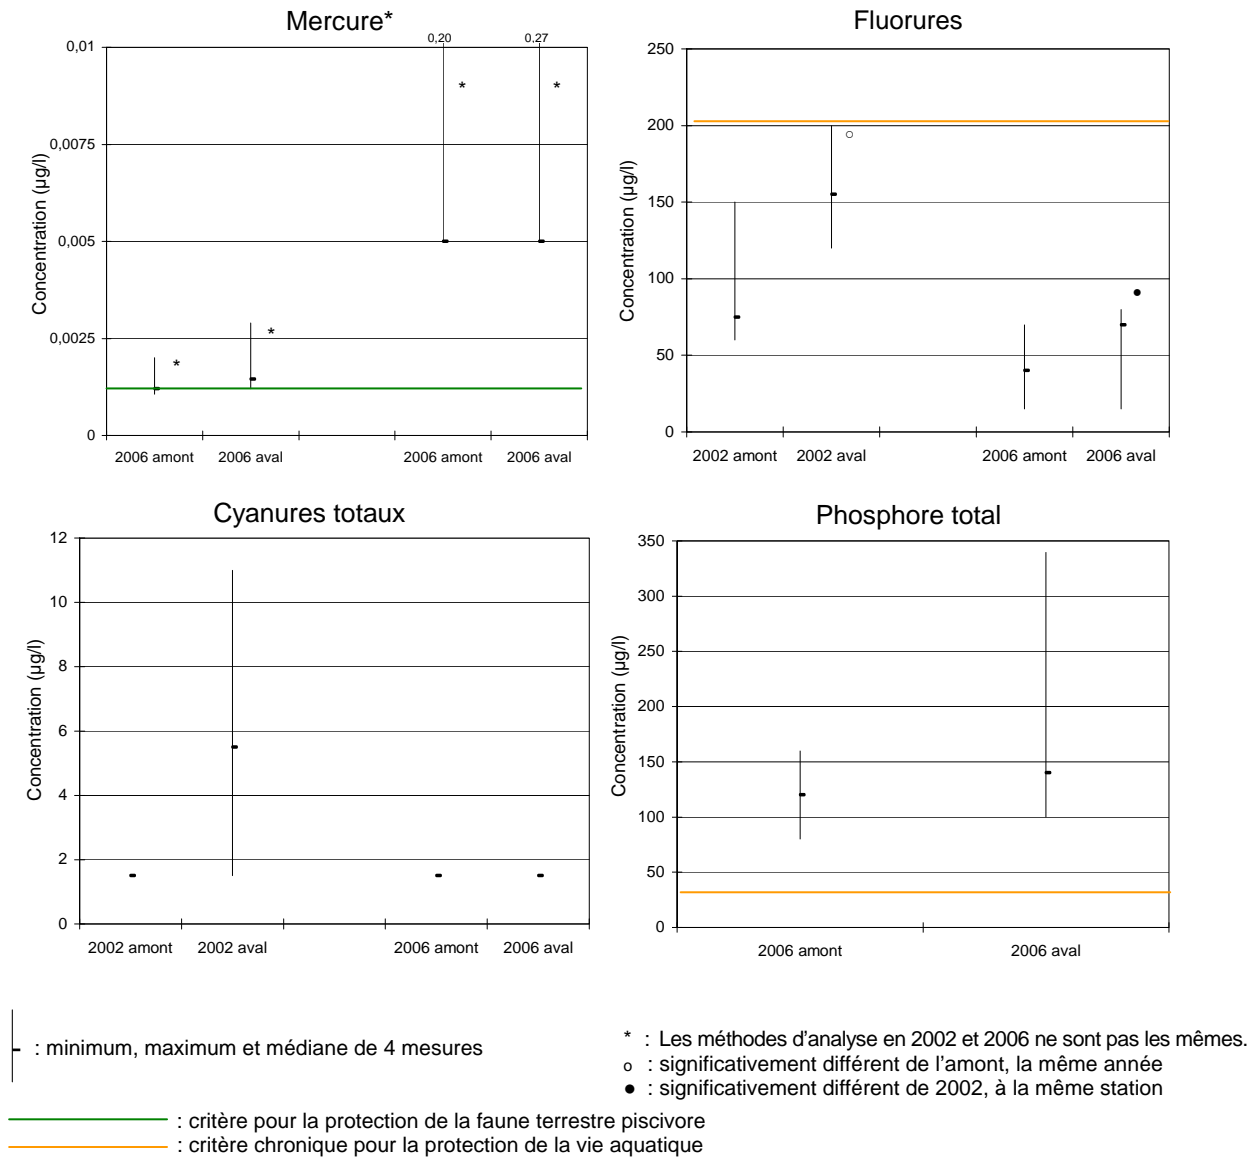 Mercure*
0,20
0,27
0,01
0,0075
0,005
0,0025
0
*
*
*
*
Concentration (µg/l)
2006 amont
2006 aval
2006 amont
2006 aval
Fluorures
250
200
150
100
50
0
Concentration (µg/l)
2002 amont
2002 aval
2006 amont
2006 aval
Cyanures totaux
12
10
8
6
4
2
0
Concentration (µg/l)
2002 amont
2002 aval
2006 amont
2006 aval
Phosphore total
350
300
250
200
150
100
50
0
Concentration (µg/l)
2006 amont
2006 aval
: minimum, maximum et médiane de 4 mesures
* : Les méthodes d'analyse en 2002 et 2006 ne sont pas les mêmes.
o : significativement différent de l'amont, la même année
● : significativement différent de 2002, à la même station
: critère pour la protection de la faune terrestre piscivore
: critère chronique pour la protection de la vie aquatique